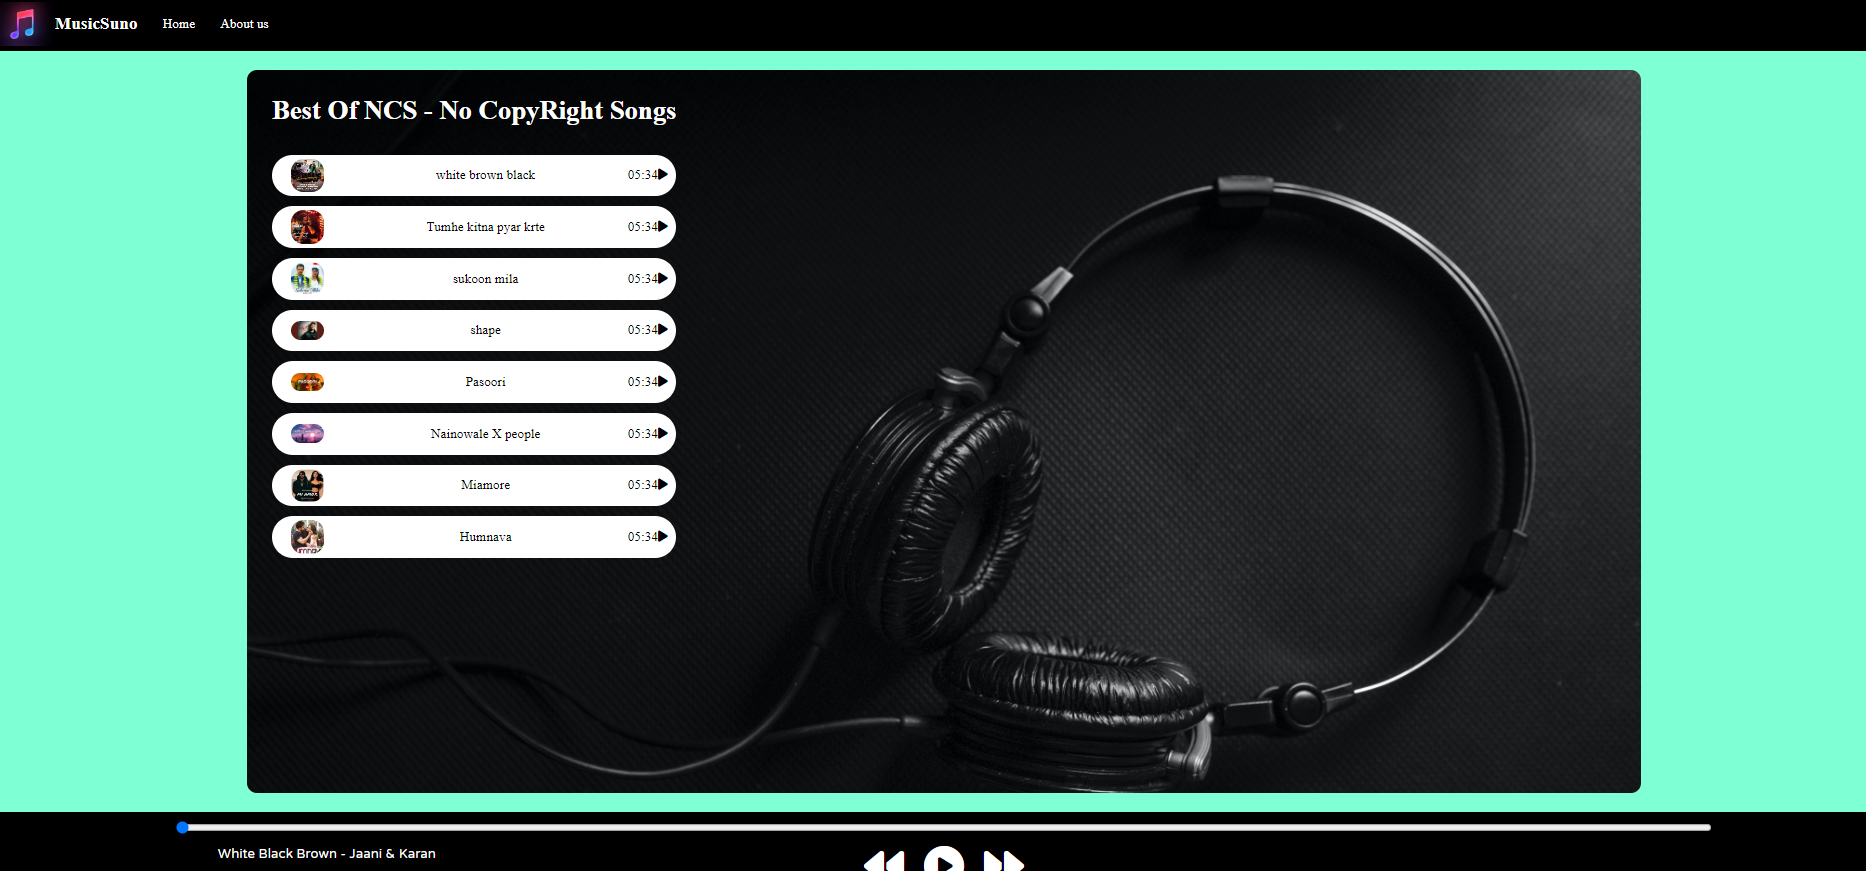 MusicSuno Home About us
Best Of NCS - No CopyRight Songs
white brown black 05:34
Tumhe kitna pyar krte 05:34
sukoon mila 05:34
shape 05:34
Pasoori 05:34
Nainowale X people 05:34
Miamore 05:34
Humnava 05:34
White Black Brown - Jaani & Karan